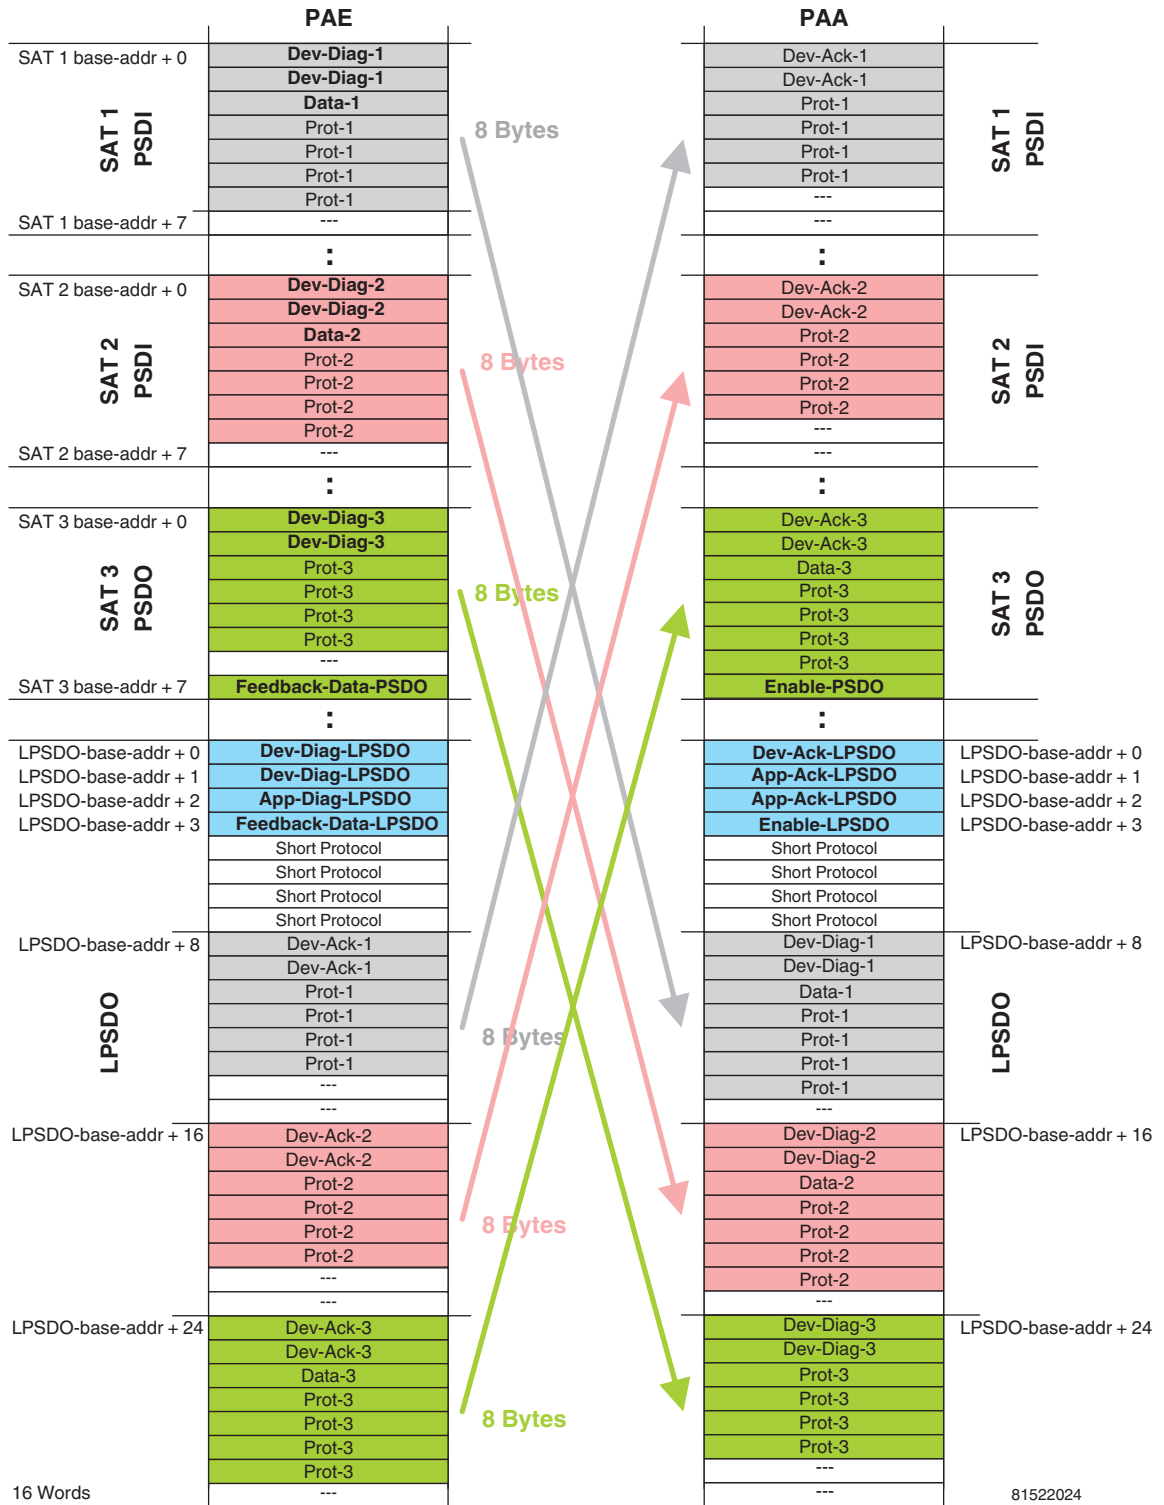 PAE PAA
SAT 1 base-addr + 0 Dev-Diag-1 Dev-Ack-1
Dev-Diag-1 Dev-Ack-1
Data-1 Prot-1
Prot-1 8 Bytes Prot-1
SAT 1 PSDI SAT 1 PSDI
Prot-1 Prot-1
Prot-1 Prot-1
Prot-1 ---
SAT 1 base-addr + 7 --- ---
: :
SAT 2 base-addr + 0 Dev-Diag-2 Dev-Ack-2
Dev-Diag-2 Dev-Ack-2
Data-2 Prot-2
Prot-2 8 Bytes Prot-2
SAT 2 PSDI SAT 2 PSDI
Prot-2 Prot-2
Prot-2 Prot-2
Prot-2 ---
SAT 2 base-addr + 7 --- ---
: :
SAT 3 base-addr + 0 Dev-Diag-3 Dev-Ack-3
Dev-Diag-3 Dev-Ack-3
Prot-3 Data-3
Prot-3 8 Bytes Prot-3
SAT 3 PSDO SAT 3 PSDO
Prot-3 Prot-3
Prot-3 Prot-3
--- Prot-3
SAT 3 base-addr + 7 Feedback-Data-PSDO Enable-PSDO
: :
LPSDO-base-addr + 0 Dev-Diag-LPSDO Dev-Ack-LPSDO LPSDO-base-addr + 0
LPSDO-base-addr + 1 Dev-Diag-LPSDO App-Ack-LPSDO LPSDO-base-addr + 1
LPSDO-base-addr + 2 App-Diag-LPSDO App-Ack-LPSDO LPSDO-base-addr + 2
LPSDO-base-addr + 3 Feedback-Data-LPSDO Enable-LPSDO LPSDO-base-addr + 3
Short Protocol Short Protocol
Short Protocol Short Protocol
Short Protocol Short Protocol
Short Protocol Short Protocol
LPSDO-base-addr + 8 Dev-Ack-1 Dev-Diag-1 LPSDO-base-addr + 8
Dev-Ack-1 Dev-Diag-1
Prot-1 Data-1
Prot-1 Prot-1
LPSDO LPSDO
Prot-1 8 Bytes Prot-1
Prot-1 Prot-1
--- Prot-1
--- ---
LPSDO-base-addr + 16 Dev-Ack-2 Dev-Diag-2 LPSDO-base-addr + 16
Dev-Ack-2 Dev-Diag-2
Prot-2 Data-2
Prot-2 Prot-2
Prot-2 8 Bytes Prot-2
Prot-2 Prot-2
--- Prot-2
--- ---
LPSDO-base-addr + 24 Dev-Ack-3 Dev-Diag-3 LPSDO-base-addr + 24
Dev-Ack-3 Dev-Diag-3
Data-3 Prot-3
Prot-3 Prot-3
Prot-3 8 Bytes Prot-3
Prot-3 Prot-3
Prot-3 ---
16 Words --- --- 81522024